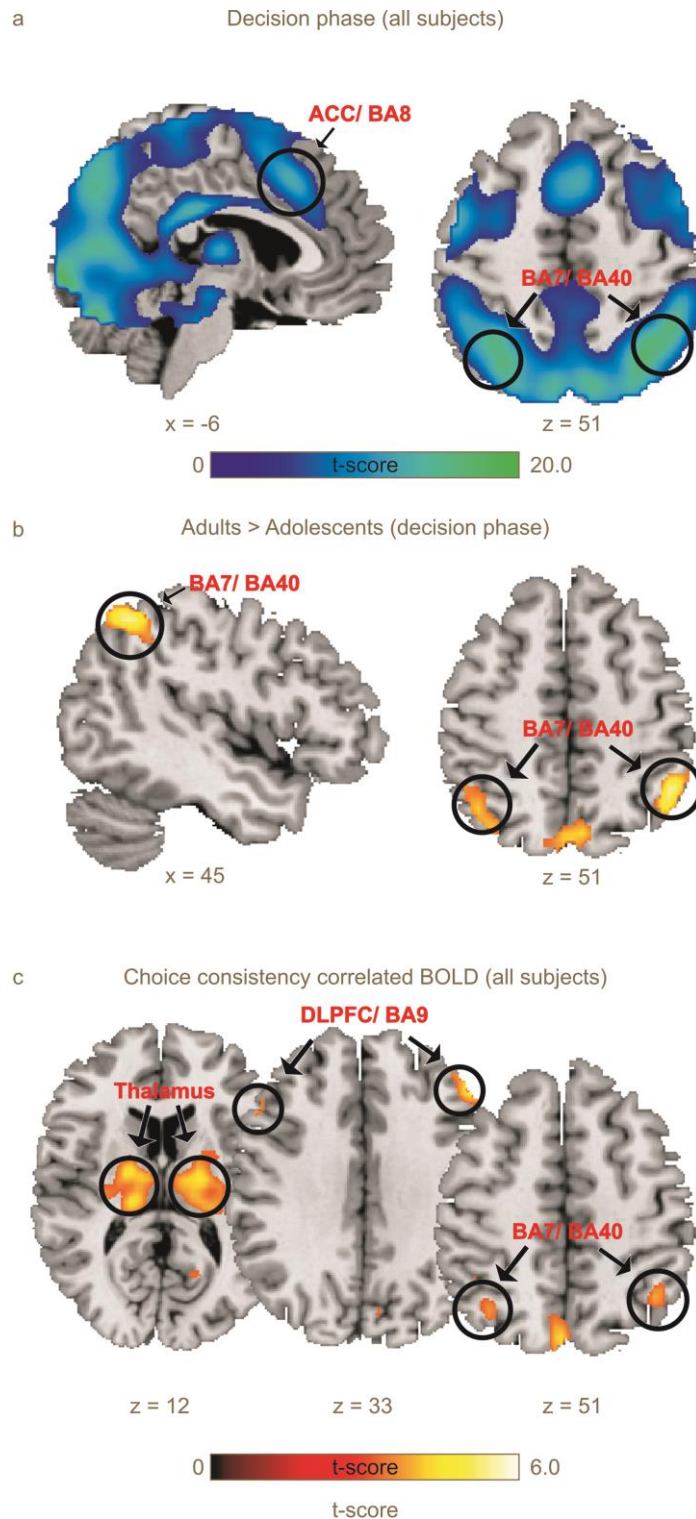 a Decision phase (all subjects)
ACC/ BA8
BA7/ BA40
x = -6 z = 51
0 t-score 20.0
b Adults > Adolescents (decision phase)
BA7/ BA40
BA7/ BA40
x = 45 z = 51
c Choice consistency correlated BOLD (all subjects)
DLPFC/ BA9
Thalamus
BA7/ BA40
z = 12 z = 33 z = 51
0 t-score 6.0
t-score